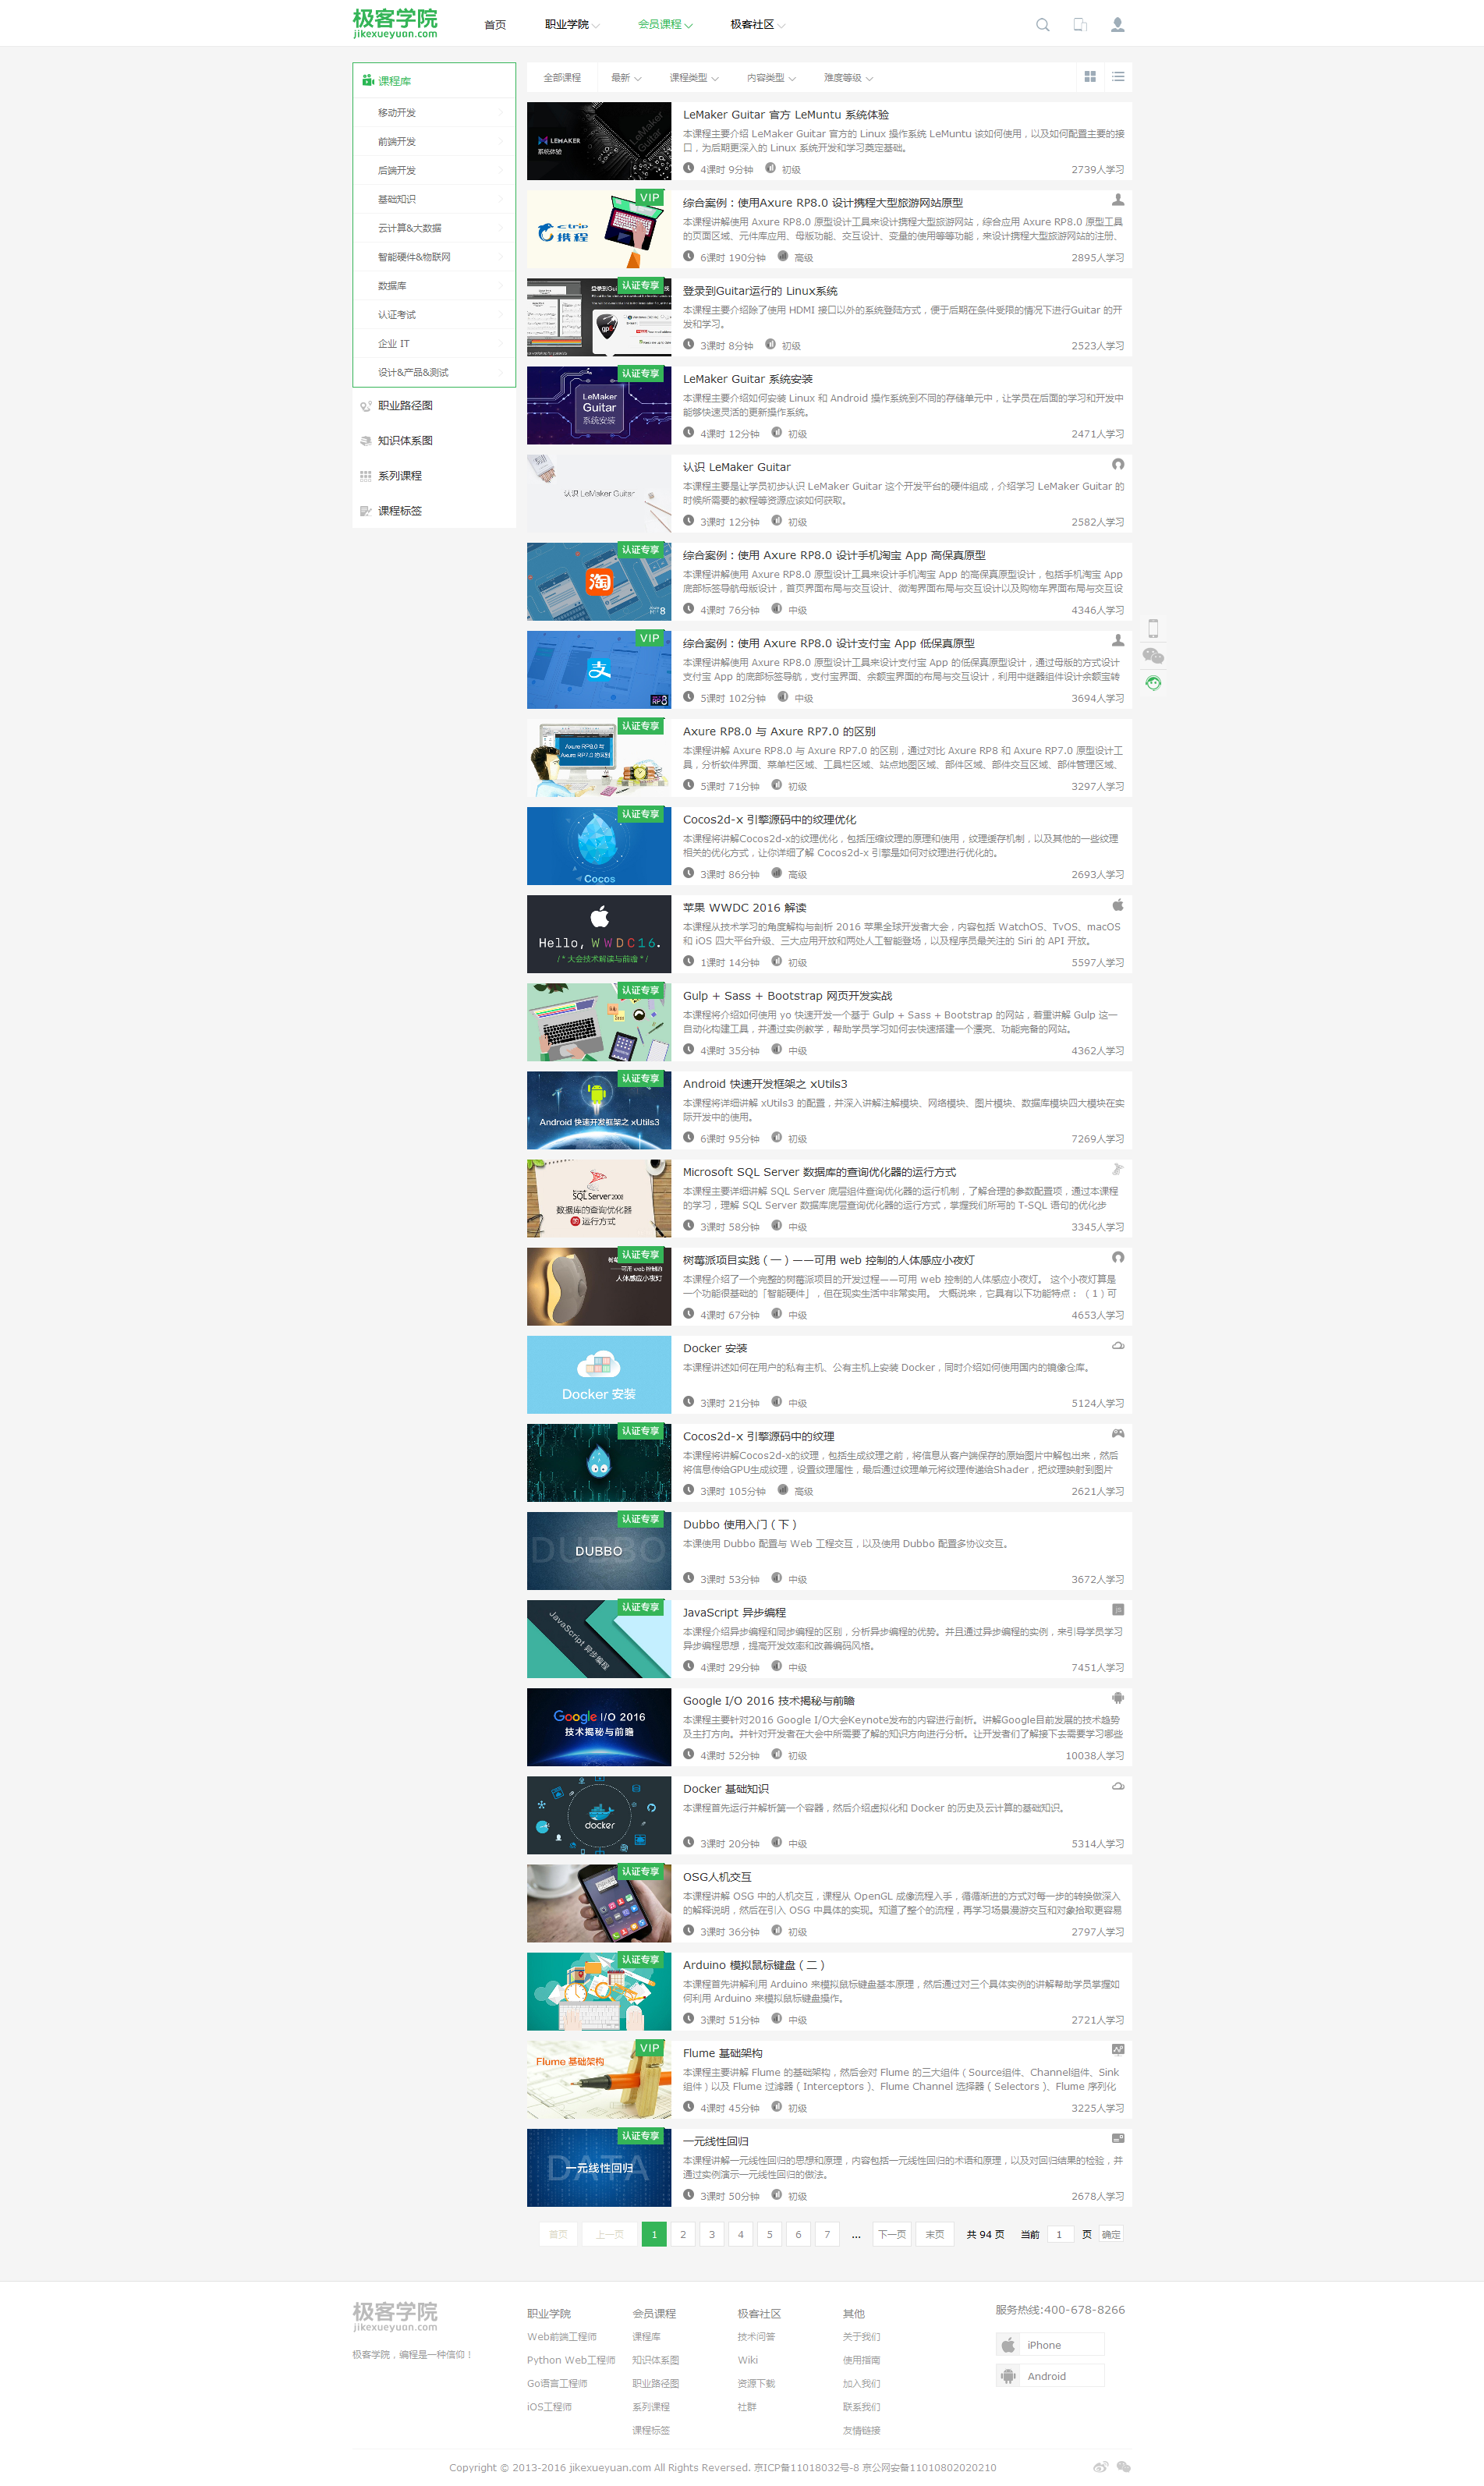 极客学院
jikexueyuan.com
首页
职业学院
会员课程
极客社区
课程库
移动开发
前端开发
后端开发
基础知识
云计算&大数据
智能硬件&物联网
数据库
认证考试
企业 IT
设计&产品&测试
职业路径图
知识体系图
系列课程
课程标签
全部课程
最新
课程类型
内容类型
难度等级
LEMAKER
系统体验
LeMaker Guitar 官方 LeMuntu 系统体验
本课程主要介绍 LeMaker Guitar 官方的 Linux 操作系统 LeMuntu 该如何使用，以及如何配置主要的接
口，为后期更深入的 Linux 系统开发和学习奠定基础。
4课时 9分钟 初级 2739人学习
VIP
携程
综合案例：使用Axure RP8.0 设计携程大型旅游网站原型
本课程讲解使用 Axure RP8.0 原型设计工具来设计携程大型旅游网站，综合应用 Axure RP8.0 原型工具
的页面区域、元件库应用、母版功能、交互设计、变量的使用等等功能，来设计携程大型旅游网站的注册、
6课时 190分钟 高级 2895人学习
认证专享
登录到Guitar运行的 Linux系统
本课程主要介绍除了使用 HDMI 接口以外的系统登陆方式，便于后期在条件受限的情况下进行Guitar 的开
发和学习。
3课时 8分钟 初级 2523人学习
认证专享
LeMaker
Guitar
系统安装
LeMaker Guitar 系统安装
本课程主要介绍如何安装 Linux 和 Android 操作系统到不同的存储单元中，让学员在后面的学习和开发中
能够快速灵活的更新操作系统。
4课时 12分钟 初级 2471人学习
认识 LeMaker Guitar
认识 LeMaker Guitar
本课程主要是让学员初步认识 LeMaker Guitar 这个开发平台的硬件组成，介绍学习 LeMaker Guitar 的
时候所需要的教程等资源应该如何获取。
3课时 12分钟 初级 2582人学习
认证专享
淘
综合案例：使用 Axure RP8.0 设计手机淘宝 App 高保真原型
本课程讲解使用 Axure RP8.0 原型设计工具来设计手机淘宝 App 的高保真原型设计，包括手机淘宝 App
底部标签导航母版设计，首页界面布局与交互设计、微淘界面布局与交互设计以及购物车界面布局与交互设
4课时 76分钟 中级 4346人学习
VIP
支
综合案例：使用 Axure RP8.0 设计支付宝 App 低保真原型
本课程讲解使用 Axure RP8.0 原型设计工具来设计支付宝 App 的低保真原型设计，通过母版的方式设计
支付宝 App 的底部标签导航，支付宝界面、余额宝界面的布局与交互设计，利用中继器组件设计余额宝转
5课时 102分钟 中级 3694人学习
认证专享
Axure RP8.0 与
Axure RP7.0 的区别
Axure RP8.0 与 Axure RP7.0 的区别
本课程讲解 Axure RP8.0 与 Axure RP7.0 的区别，通过对比 Axure RP8 和 Axure RP7.0 原型设计工
具，分析软件界面、菜单栏区域、工具栏区域、站点地图区域、部件区域、部件交互区域、部件管理区域、
5课时 71分钟 初级 3297人学习
认证专享
Cocos
Cocos2d-x 引擎源码中的纹理优化
本课程将讲解Cocos2d-x的纹理优化，包括压缩纹理的原理和使用，纹理缓存机制，以及其他的一些纹理
相关的优化方式，让你详细了解 Cocos2d-x 引擎是如何对纹理进行优化的。
3课时 86分钟 高级 2693人学习
Hello, WWDC16.
/* 大会技术解读与前瞻 */
苹果 WWDC 2016 解读
本课程从技术学习的角度解构与剖析 2016 苹果全球开发者大会，内容包括 WatchOS、TvOS、macOS
和 iOS 四大平台升级、三大应用开放和两处人工智能登场，以及程序员最关注的 Siri 的 API 开放。
1课时 14分钟 初级 5597人学习
认证专享
Gulp + Sass + Bootstrap 网页开发实战
本课程将介绍如何使用 yo 快速开发一个基于 Gulp + Sass + Bootstrap 的网站，着重讲解 Gulp 这一
自动化构建工具，并通过实例教学，帮助学员学习如何去快速搭建一个漂亮、功能完备的网站。
4课时 35分钟 中级 4362人学习
认证专享
Android 快速开发框架之 xUtils3
Android 快速开发框架之 xUtils3
本课程将详细讲解 xUtils3 的配置，并深入讲解注解模块、网络模块、图片模块、数据库模块四大模块在实
际开发中的使用。
6课时 95分钟 初级 7269人学习
SQL Server 2008
数据库的查询优化器
的 运行方式
Microsoft SQL Server 数据库的查询优化器的运行方式
本课程主要详细讲解 SQL Server 底层组件查询优化器的运行机制，了解合理的参数配置项，通过本课程
的学习，理解 SQL Server 数据库底层查询优化器的运行方式，掌握我们所写的 T-SQL 语句的优化步
3课时 58分钟 中级 3345人学习
认证专享
——可用 web 控制的
人体感应小夜灯
树莓派项目实践（一）——可用 web 控制的人体感应小夜灯
本课程介绍了一个完整的树莓派项目的开发过程——可用 web 控制的人体感应小夜灯。 这个小夜灯算是
一个功能很基础的「智能硬件」，但在现实生活中非常实用。 大概说来，它具有以下功能特点： （1）可
4课时 67分钟 中级 4653人学习
Docker 安装
Docker 安装
本课程讲述如何在用户的私有主机、公有主机上安装 Docker，同时介绍如何使用国内的镜像仓库。
3课时 21分钟 中级 5124人学习
认证专享
Cocos2d-x 引擎源码中的纹理
本课程将讲解Cocos2d-x的纹理，包括生成纹理之前，将信息从客户端保存的原始图片中解包出来，然后
将信息传给GPU生成纹理，设置纹理属性，最后通过纹理单元将纹理传递给Shader，把纹理映射到图片
3课时 105分钟 高级 2621人学习
认证专享
DUBBO
Dubbo 使用入门（下）
本课使用 Dubbo 配置与 Web 工程交互，以及使用 Dubbo 配置多协议交互。
3课时 53分钟 中级 3672人学习
认证专享
JavaScript 异步编程
JavaScript 异步编程
本课程介绍异步编程和同步编程的区别，分析异步编程的优势。并且通过异步编程的实例，来引导学员学习
异步编程思想，提高开发效率和改善编码风格。
4课时 29分钟 中级 7451人学习
Google I/O 2016
技术揭秘与前瞻
Google I/O 2016 技术揭秘与前瞻
本课程主要针对2016 Google I/O大会Keynote发布的内容进行剖析。讲解Google目前发展的技术趋势
及主打方向。并针对开发者在大会中所需要了解的知识方向进行分析。让开发者们了解接下去需要学习哪些
4课时 52分钟 初级 10038人学习
docker
Docker 基础知识
本课程首先运行并解析第一个容器，然后介绍虚拟化和 Docker 的历史及云计算的基础知识。
3课时 20分钟 中级 5314人学习
认证专享
OSG人机交互
本课程讲解 OSG 中的人机交互，课程从 OpenGL 成像流程入手，循循渐进的方式对每一步的转换做深入
的解释说明，然后在引入 OSG 中具体的实现。知道了整个的流程，再学习场景漫游交互和对象拾取更容易
3课时 36分钟 初级 2797人学习
认证专享
Arduino 模拟鼠标键盘（二）
本课程首先讲解利用 Arduino 来模拟鼠标键盘基本原理，然后通过对三个具体实例的讲解帮助学员掌握如
何利用 Arduino 来模拟鼠标键盘操作。
3课时 51分钟 中级 2721人学习
VIP
Flume 基础架构
Flume 基础架构
本课程主要讲解 Flume 的基础架构，然后会对 Flume 的三大组件（Source组件、Channel组件、Sink
组件）以及 Flume 过滤器（Interceptors）、Flume Channel 选择器（Selectors）、Flume 序列化
4课时 45分钟 初级 3225人学习
认证专享
DATA
一元线性回归
一元线性回归
本课程讲解一元线性回归的思想和原理，内容包括一元线性回归的术语和原理，以及对回归结果的检验，并
通过实例演示一元线性回归的做法。
3课时 50分钟 初级 2678人学习
首页 上一页 1 2 3 4 5 6 7 ... 下一页 末页 共 94 页 当前 1 页 确定
极客学院
jikexueyuan.com
极客学院，编程是一种信仰！
职业学院
Web前端工程师
Python Web工程师
Go语言工程师
iOS工程师
会员课程
课程库
知识体系图
职业路径图
系列课程
课程标签
极客社区
技术问答
Wiki
资源下载
社群
其他
关于我们
使用指南
加入我们
联系我们
友情链接
服务热线:400-678-8266
iPhone
Android
Copyright © 2013-2016 jikexueyuan.com All Rights Reversed. 京ICP备11018032号-8 京公网安备11010802020210